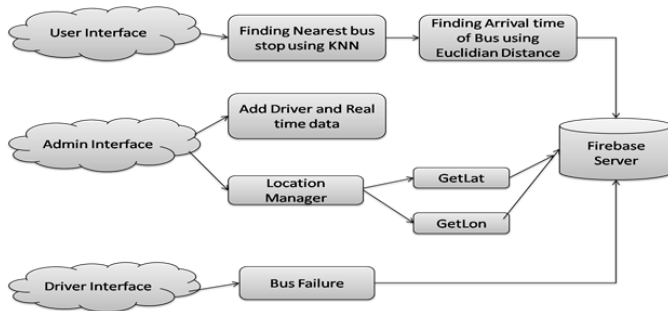 User Interface
Finding Nearest bus
stop using KNN
Finding Arrival time
of Bus using
Euclidian Distance
Admin Interface
Add Driver and Real
time data
Location
Manager
GetLat
GetLon
Firebase
Server
Driver Interface
Bus Failure